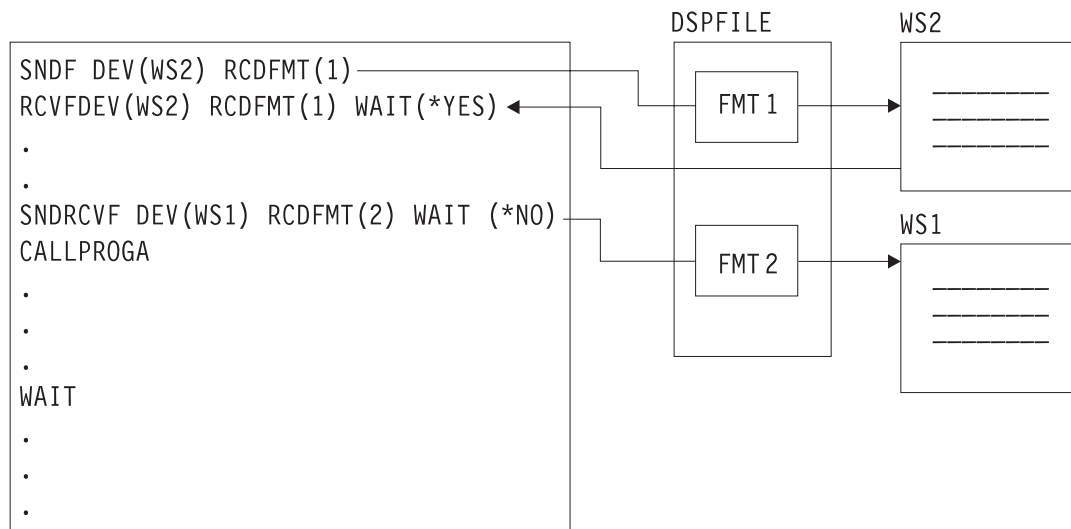 DSPFILE
WS2
SNDF DEV(WS2) RCDFMT(1)
RCVFDEV(WS2) RCDFMT(1) WAIT(*YES)
.
.
SNDRCVF DEV(WS1) RCDFMT(2) WAIT (*NO)
CALLPROGA
.
.
.
WAIT
.
.
.
FMT 1
FMT 2
WS1